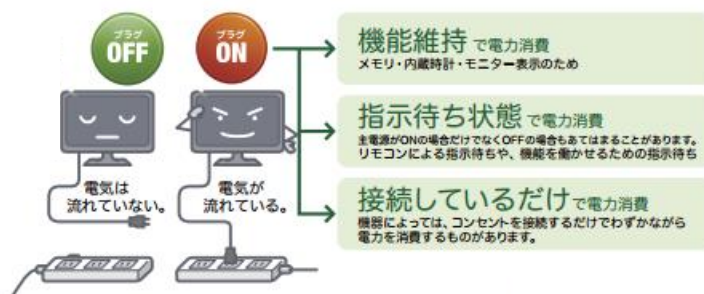 プラグ
OFF
プラグ
ON
電気は
流れていない。
電気が
流れている。
機能維持で電力消費
メモリ・内蔵時計・モニター表示のため
指示待ち状態で電力消費
主電源がONの場合だけでなくOFFの場合もあてはまることがあります。
リモコンによる指示待ちや、機能を働かせるための指示待ち
接続しているだけで電力消費
機器によっては、コンセントを接続するだけでわずかながら
電力を消費するものがあります。